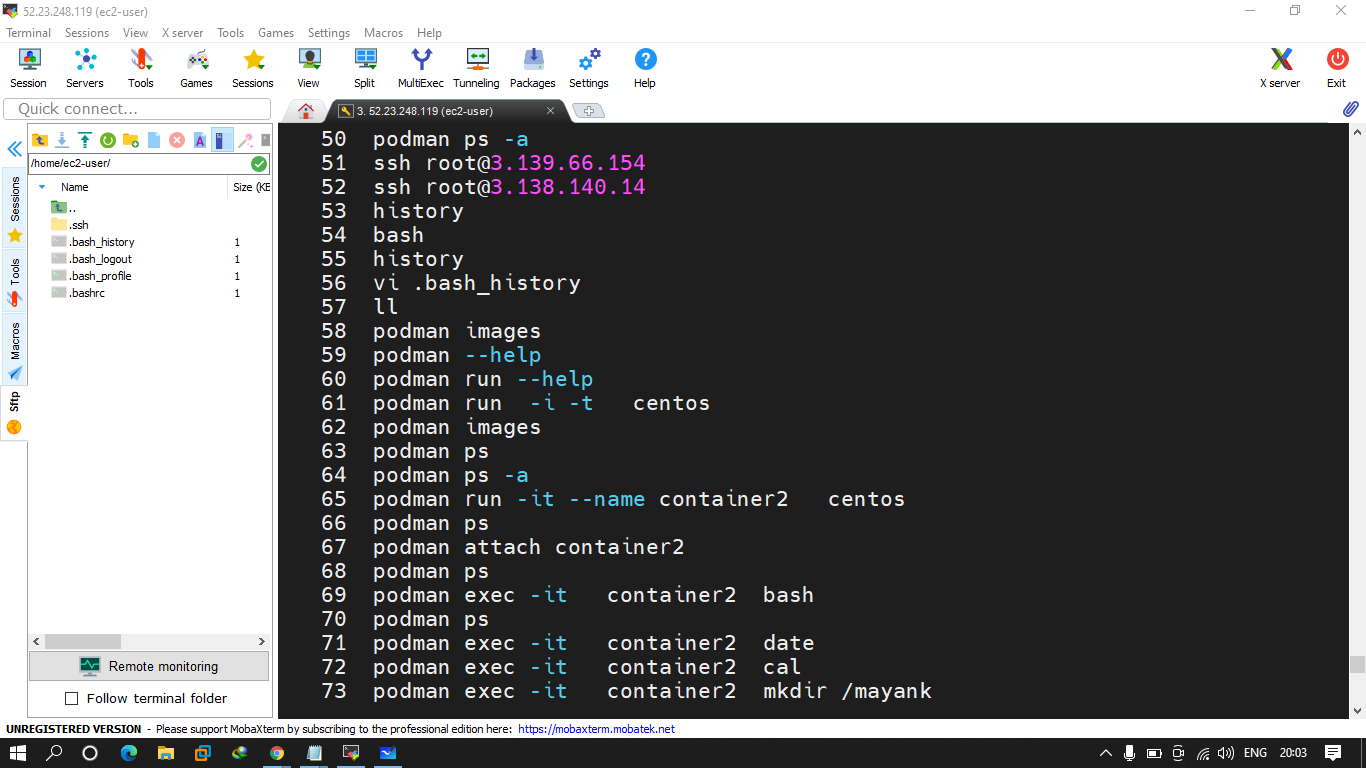 52.23.248.119 (ec2-user)
Terminal Sessions View X server Tools Games Settings Macros Help
Session Servers Tools Games Sessions View Split MultiExec Tunneling Packages Settings Help X server Exit
Quick connect...
3. 52.23.248.119 (ec2-user)
/home/ec2-user/
Name Size (KB
..
.ssh
.bash_history 1
.bash_logout 1
.bash_profile 1
.bashrc 1
Sessions
Tools
Macros
Sftp
50 podman ps -a
51 ssh root@3.139.66.154
52 ssh root@3.138.140.14
53 history
54 bash
55 history
56 vi .bash_history
57 ll
58 podman images
59 podman --help
60 podman run --help
61 podman run  -i -t   centos
62 podman images
63 podman ps
64 podman ps -a
65 podman run -it --name container2   centos
66 podman ps
67 podman attach container2
68 podman ps
69 podman exec -it   container2  bash
70 podman ps
71 podman exec -it   container2  date
72 podman exec -it   container2  cal
73 podman exec -it   container2  mkdir /mayank
Remote monitoring
Follow terminal folder
UNREGISTERED VERSION - Please support MobaXterm by subscribing to the professional edition here: https://mobaxterm.mobatek.net
ENG 20:03